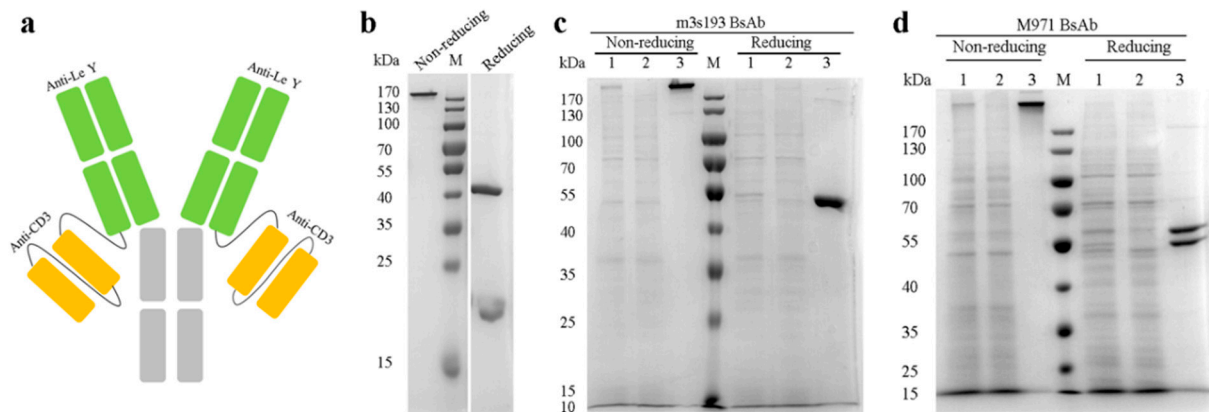 a
Anti-Le Y
Anti-Le Y
Anti-CD3
Anti-CD3
b
kDa
Non-reducing
M
Reducing
170
130
100
70
55
40
35
25
15
c
m3s193 BsAb
Non-reducing
Reducing
kDa
1 2 3 M 1 2 3
170
130
100
70
55
40
35
25
15
10
d
M971 BsAb
Non-reducing
Reducing
kDa
1 2 3 M 1 2 3
170
130
100
70
55
40
35
25
15